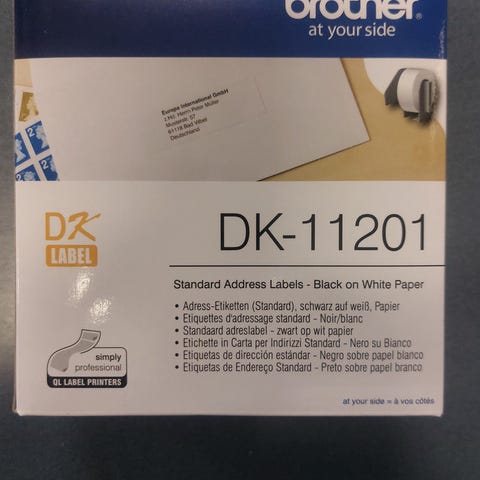 brother
at your side
Europa International GmbH
z.Hd. Herrn Peter Müller
Musterstr. 57
61118 Bad Vilbel
Deutschland
DK
LABEL
DK-11201
Standard Address Labels - Black on White Paper
• Adress-Etiketten (Standard), schwarz auf weiß, Papier
• Etiquettes d'adressage standard - Noir/blanc
• Standaard adreslabel - zwart op wit papier
• Etichette in Carta per Indirizzi Standard - Nero su Bianco
• Etiquetas de dirección estándar - Negro sobre papel blanco
• Etiquetas de Endereço Standard - Preto sobre papel branco
simply
professional
QL LABEL PRINTERS
at your side = à vos côtés